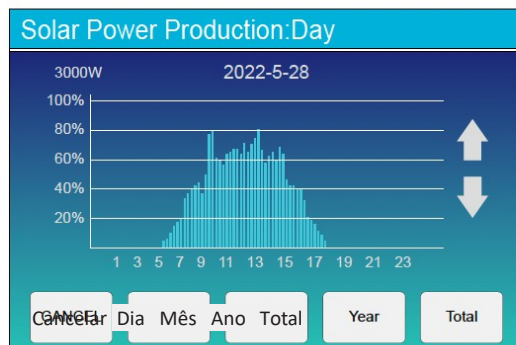 Solar Power Production:Day
3000W 2022-5-28
100%
80%
60%
40%
20%
1 3 5 7 9 11 13 15 17 19 21 23
CANCEL Year Total
Cancelar Dia Mês Ano Total